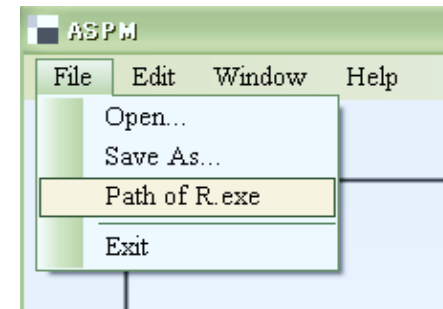 ASPM
File Edit Window Help
Open...
Save As...
Path of R.exe
Exit